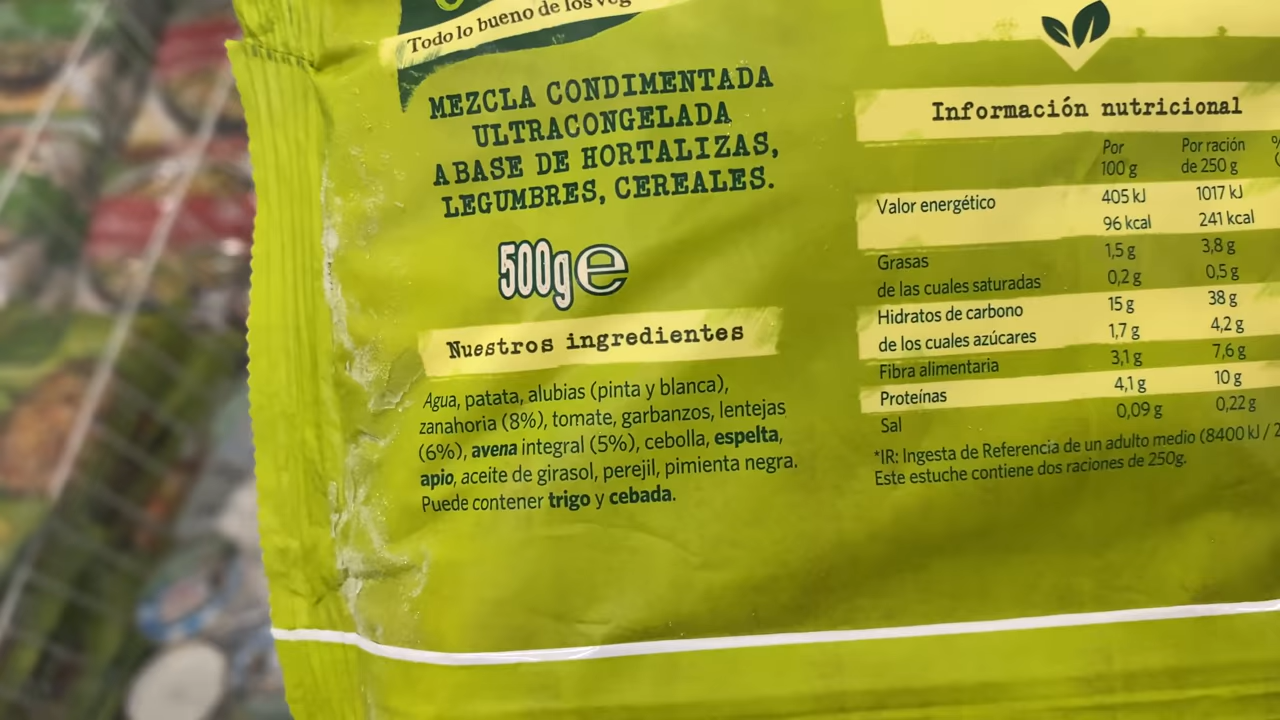 Todo lo bueno de los veg
MEZCLA CONDIMENTADA
ULTRACONGELADA
A BASE DE HORTALIZAS,
LEGUMBRES, CEREALES.
500g e
Nuestros ingredientes
Agua, patata, alubias (pinta y blanca),
zanahoria (8%), tomate, garbanzos, lentejas
(6%), avena integral (5%), cebolla, espelta,
apio, aceite de girasol, perejil, pimienta negra.
Puede contener trigo y cebada.
Información nutricional
Por 100 g Por ración de 250 g %
Valor energético 405 kJ 1017 kJ
96 kcal 241 kcal
Grasas 1,5 g 3,8 g
de las cuales saturadas 0,2 g 0,5 g
Hidratos de carbono 15 g 38 g
de los cuales azúcares 1,7 g 4,2 g
Fibra alimentaria 3,1 g 7,6 g
Proteínas 4,1 g 10 g
Sal 0,09 g 0,22 g
*IR: Ingesta de Referencia de un adulto medio (8400 kJ / 2
Este estuche contiene dos raciones de 250g.